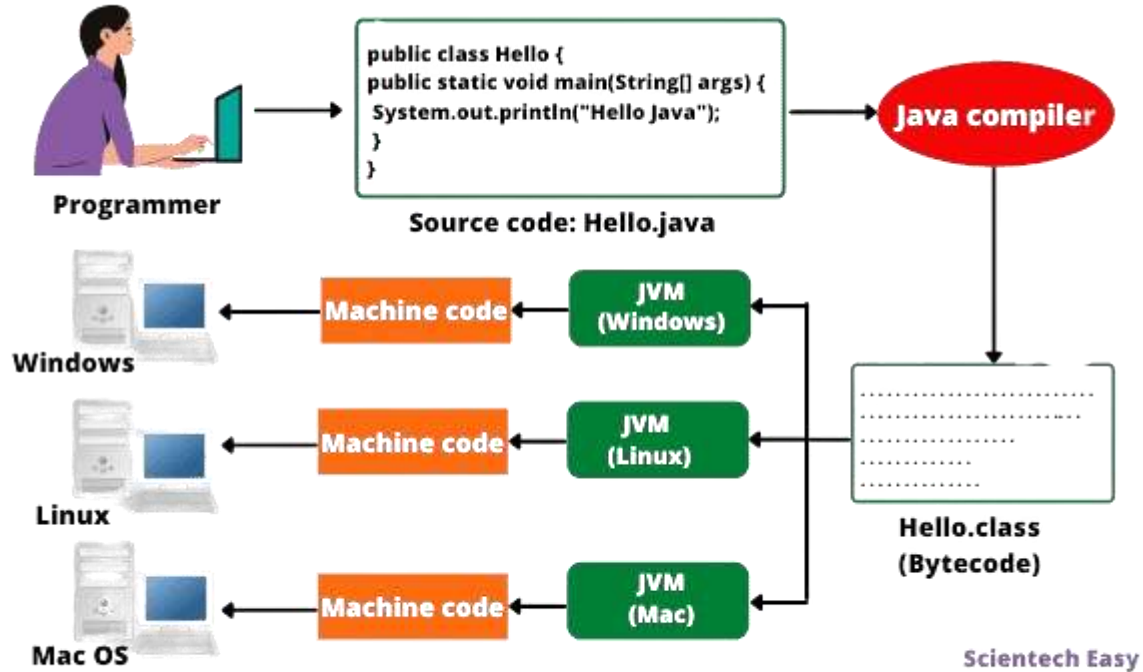 public class Hello {
public static void main(String[] args) {
System.out.println("Hello Java");
}
}
Java compiler
Programmer
Source code: Hello.java
Machine code
JVM
(Windows)
Windows
Machine code
JVM
(Linux)
Linux
Hello.class
(Bytecode)
Machine code
JVM
(Mac)
Mac OS
Scientech Easy